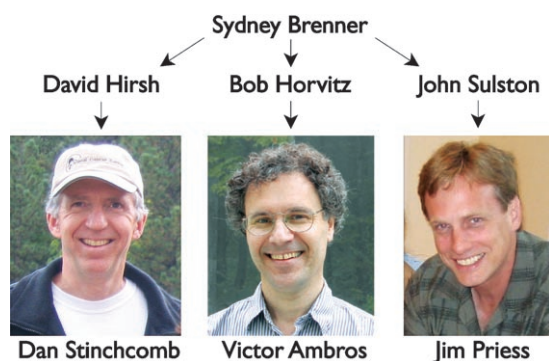 Sydney Brenner
David Hirsh Bob Horvitz John Sulston
Dan Stinchcomb Victor Ambros Jim Priess